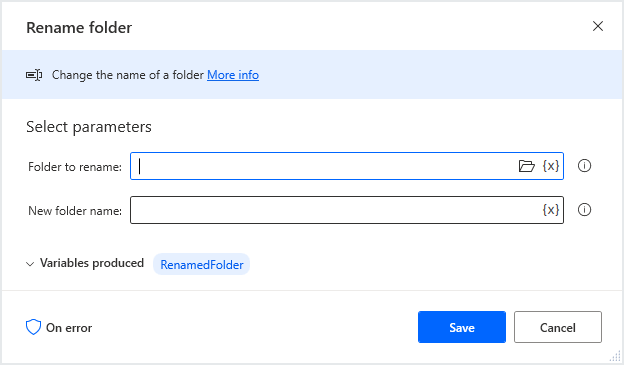 Rename folder
Change the name of a folder More info
Select parameters
Folder to rename: {x}
New folder name: {x}
Variables produced RenamedFolder
On error Save Cancel